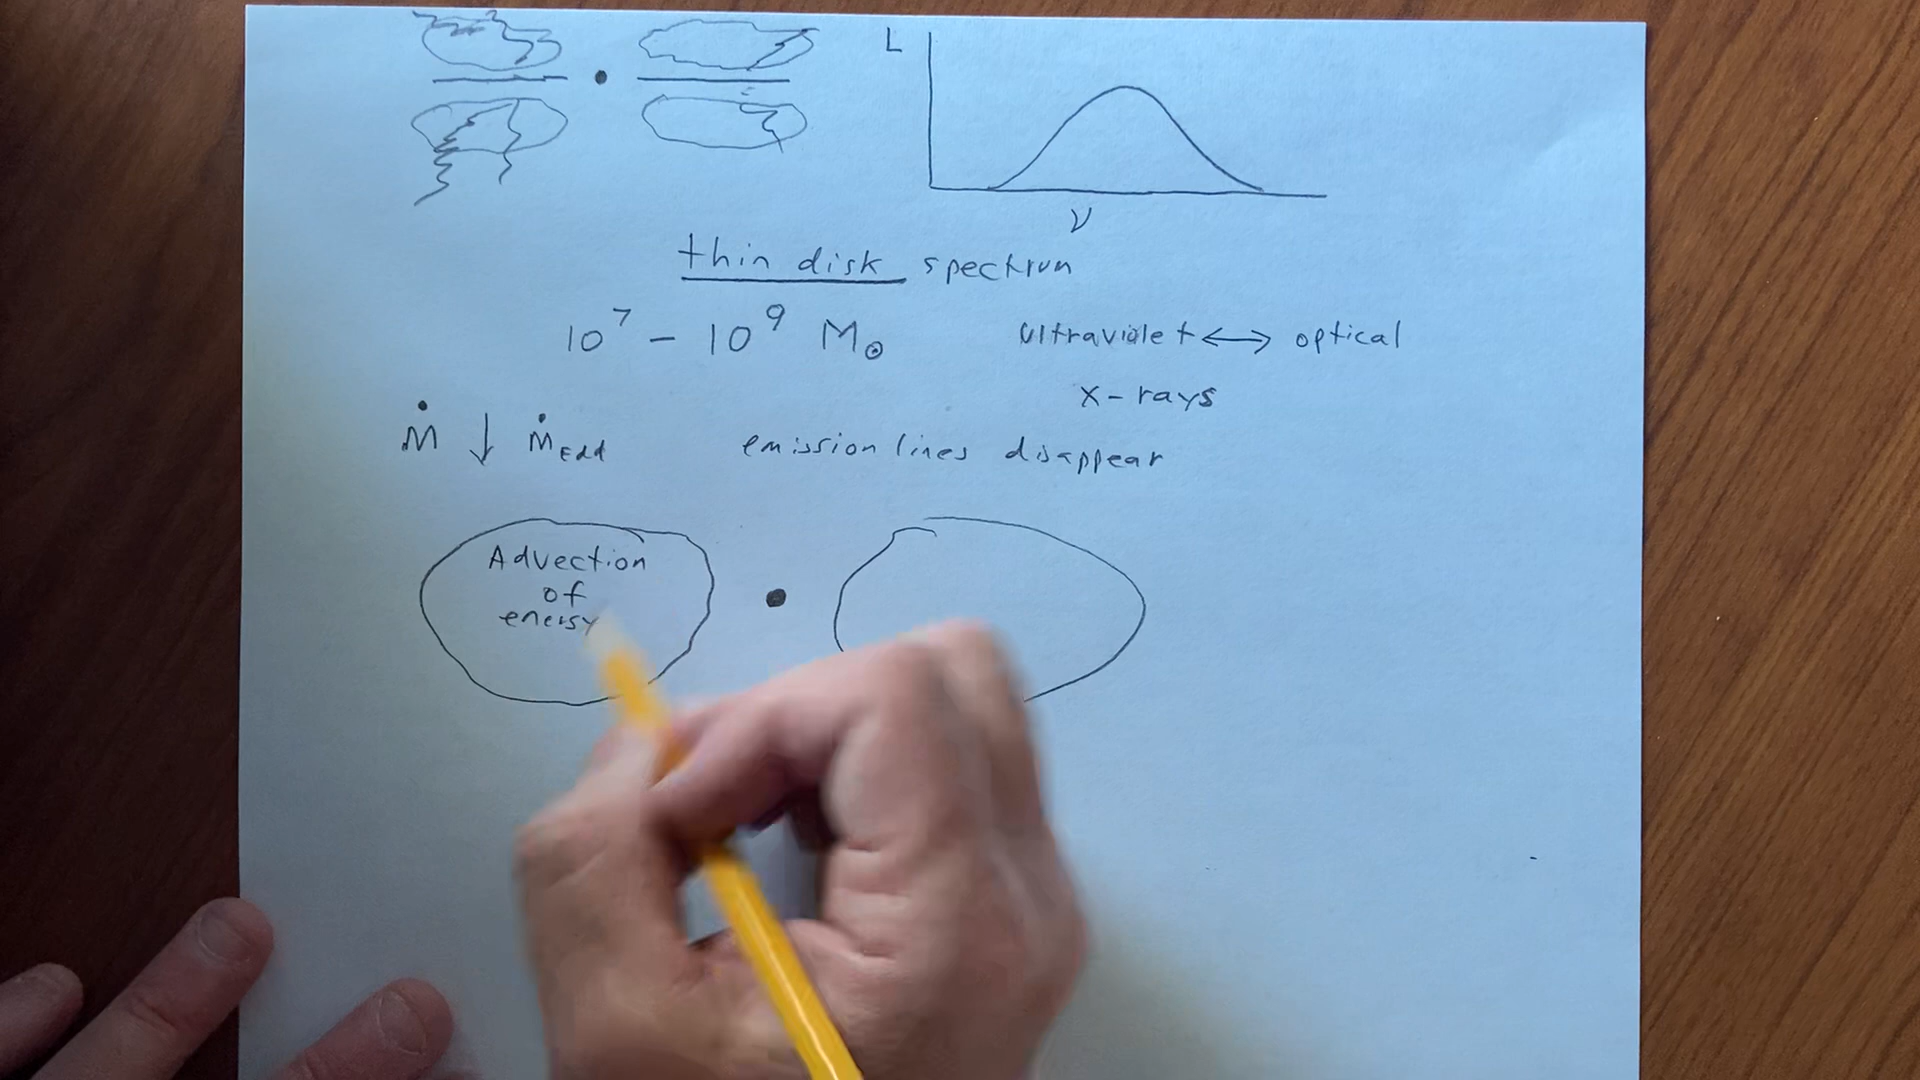 L
ν
thin disk spectrum
10⁷ – 10⁹ M☉ Ultraviolet ↔ optical
x-rays
Ṁ ↓ Ṁ_Edd emission lines disappear
Advection
of
energy